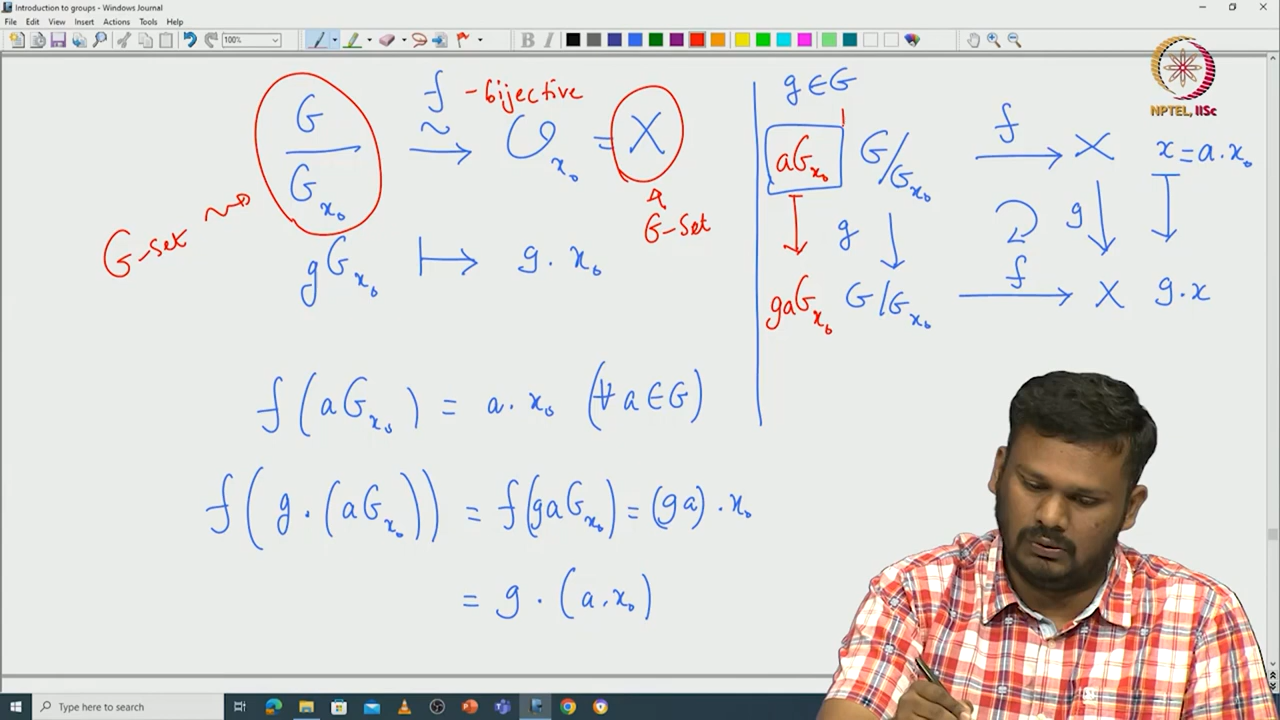 Introduction to groups - Windows Journal
File Edit View Insert Actions Tools Help
100%
B I
NPTEL, IISc
G/G_{x₀} ⥲ O_{x₀} = X
f - bijective
G-set
G-set
gG_{x₀} ↦ g · x₀
f(aG_{x₀}) = a · x₀ (∀ a ∈ G)
f(g · (aG_{x₀})) = f(gaG_{x₀}) = (ga) · x₀
= g · (a · x₀)
g ∈ G
aG_{x₀} G/G_{x₀} →f X x = a · x₀
↓ g ↓ g ↓
gaG_{x₀} G/G_{x₀} →f X g · x
Type here to search